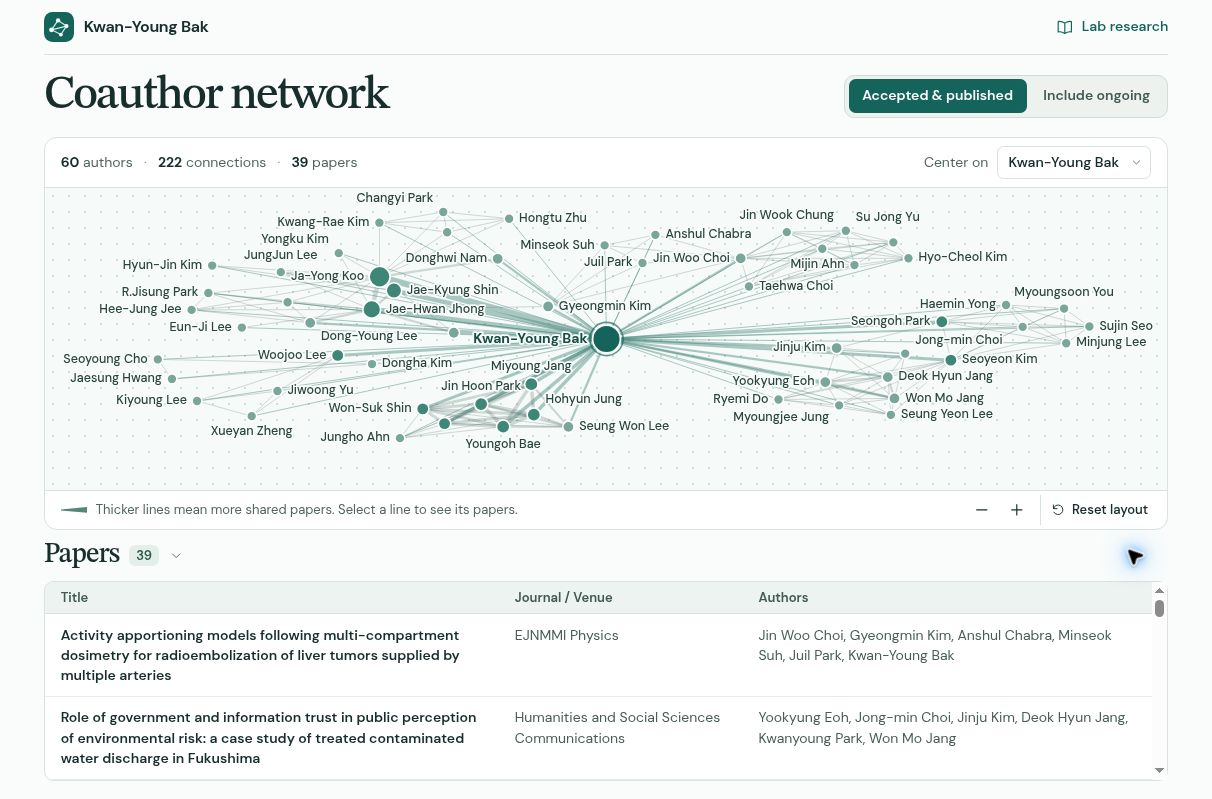 Kwan-Young Bak
Lab research
Coauthor network
Accepted & published
Include ongoing
60 authors · 222 connections · 39 papers
Center on
Kwan-Young Bak
Changyi Park
Kwang-Rae Kim
Hongtu Zhu
Jin Wook Chung
Su Jong Yu
Yongku Kim
Minseok Suh
Anshul Chabra
JungJun Lee
Donghwi Nam
Juil Park
Jin Woo Choi
Mijin Ahn
Hyo-Cheol Kim
Hyun-Jin Kim
Ja-Yong Koo
Taehwa Choi
R.Jisung Park
Jae-Kyung Shin
Myoungsoon You
Hee-Jung Jee
Jae-Hwan Jhong
Gyeongmin Kim
Haemin Yong
Eun-Ji Lee
Dong-Young Lee
Seongoh Park
Sujin Seo
Kwan-Young Bak
Jong-min Choi
Minjung Lee
Seoyoung Cho
Woojoo Lee
Dongha Kim
Miyoung Jang
Jinju Kim
Seoyeon Kim
Jaesung Hwang
Jin Hoon Park
Yookyung Eoh
Deok Hyun Jang
Kiyoung Lee
Jiwoong Yu
Hohyun Jung
Ryemi Do
Won Mo Jang
Won-Suk Shin
Myoungjee Jung
Seung Yeon Lee
Xueyan Zheng
Jungho Ahn
Youngoh Bae
Seung Won Lee
Thicker lines mean more shared papers. Select a line to see its papers.
Reset layout
Papers 39
Title
Journal / Venue
Authors
Activity apportioning models following multi-compartment
dosimetry for radioembolization of liver tumors supplied by
multiple arteries
EJNMMI Physics
Jin Woo Choi, Gyeongmin Kim, Anshul Chabra, Minseok
Suh, Juil Park, Kwan-Young Bak
Role of government and information trust in public perception
of environmental risk: a case study of treated contaminated
water discharge in Fukushima
Humanities and Social Sciences
Communications
Yookyung Eoh, Jong-min Choi, Jinju Kim, Deok Hyun Jang,
Kwanyoung Park, Won Mo Jang